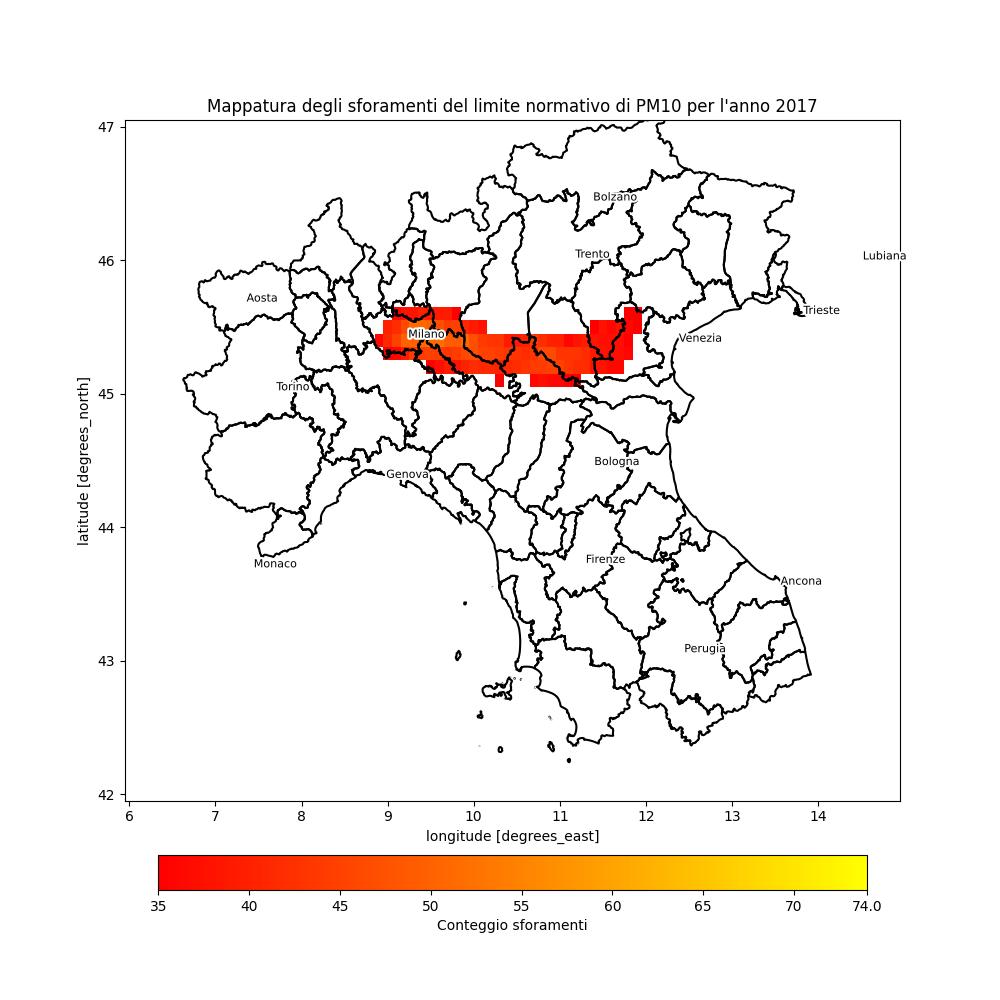 Mappatura degli sforamenti del limite normativo di PM10 per l'anno 2017
47
46
45
44
43
42
latitude [degrees_north]
Bolzano
Trento
Lubiana
Aosta
Trieste
Milano
Venezia
Torino
Bologna
Genova
Firenze
Monaco
Ancona
Perugia
6 7 8 9 10 11 12 13 14
longitude [degrees_east]
35 40 45 50 55 60 65 70 74.0
Conteggio sforamenti